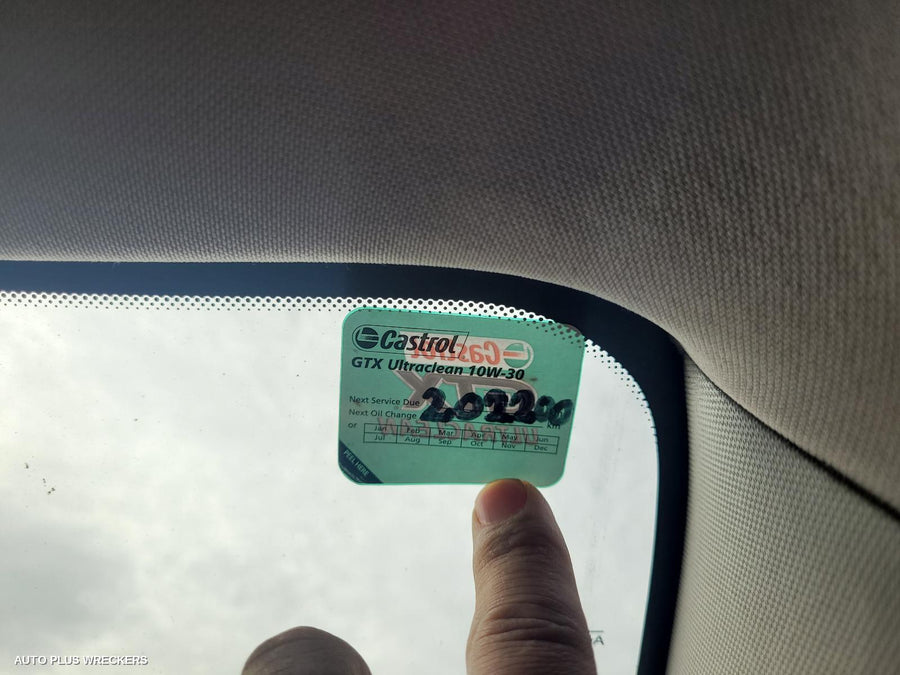 Castrol
GTX Ultraclean 10W-30
Next Service Due
Next Oil Change 202200 km
or Jan Feb Mar Apr May Jun
Jul Aug Sep Oct Nov Dec
PEEL HERE
AUTO PLUS WRECKERS